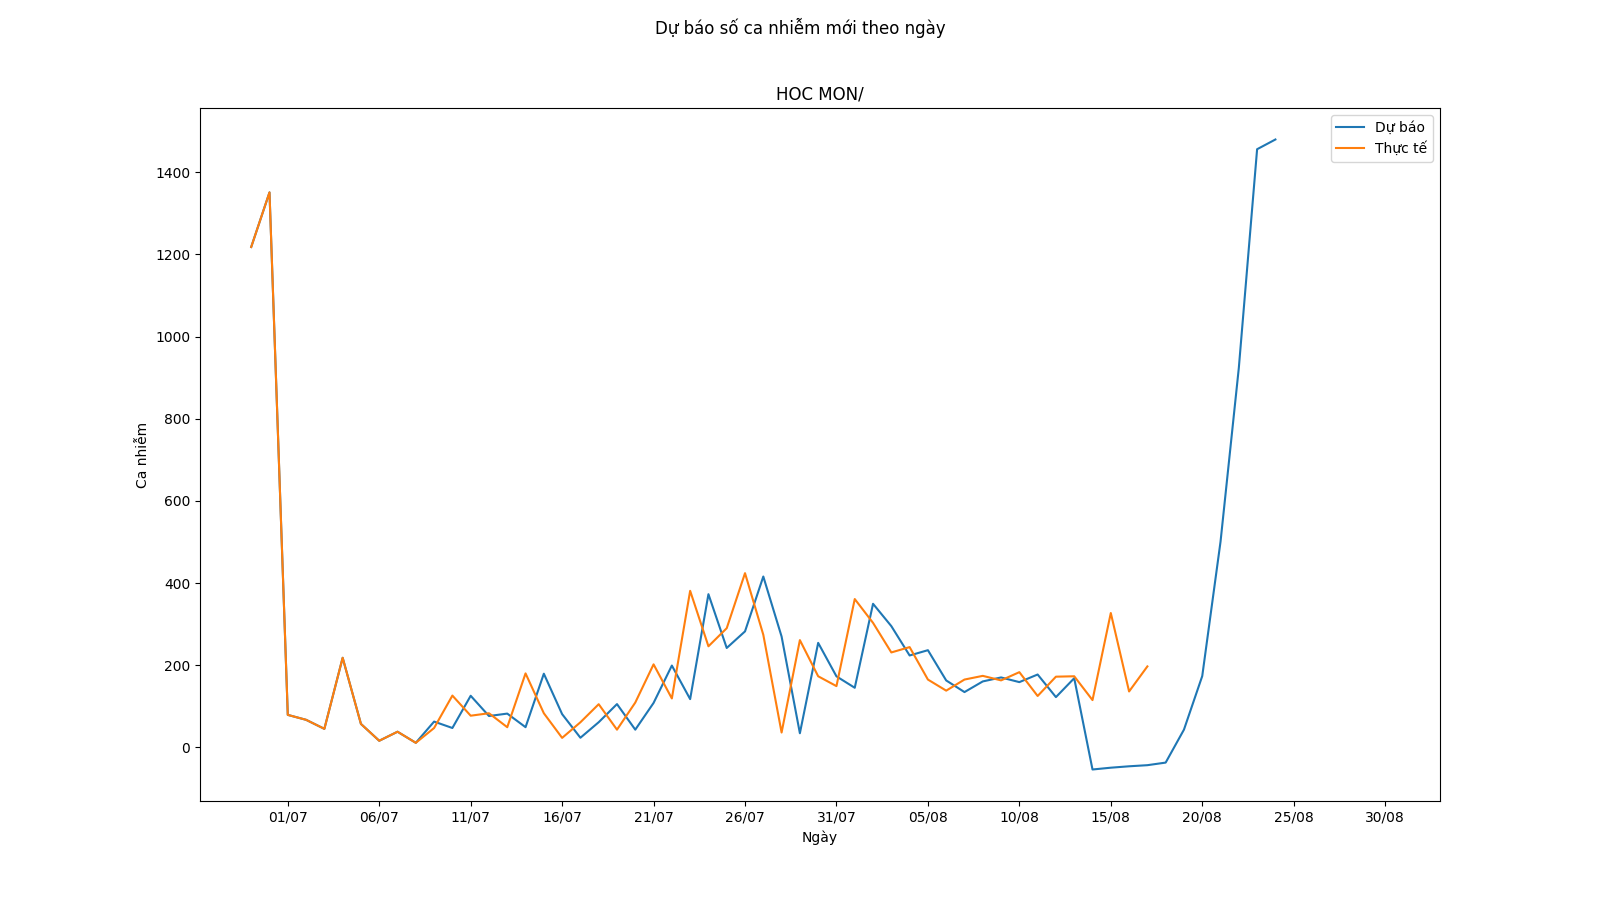 Dự báo số ca nhiễm mới theo ngày
HOC MON/
Dự báo
Thực tế
1400
1200
1000
800
600
400
200
0
Ca nhiễm
01/07 06/07 11/07 16/07 21/07 26/07 31/07 05/08 10/08 15/08 20/08 25/08 30/08
Ngày